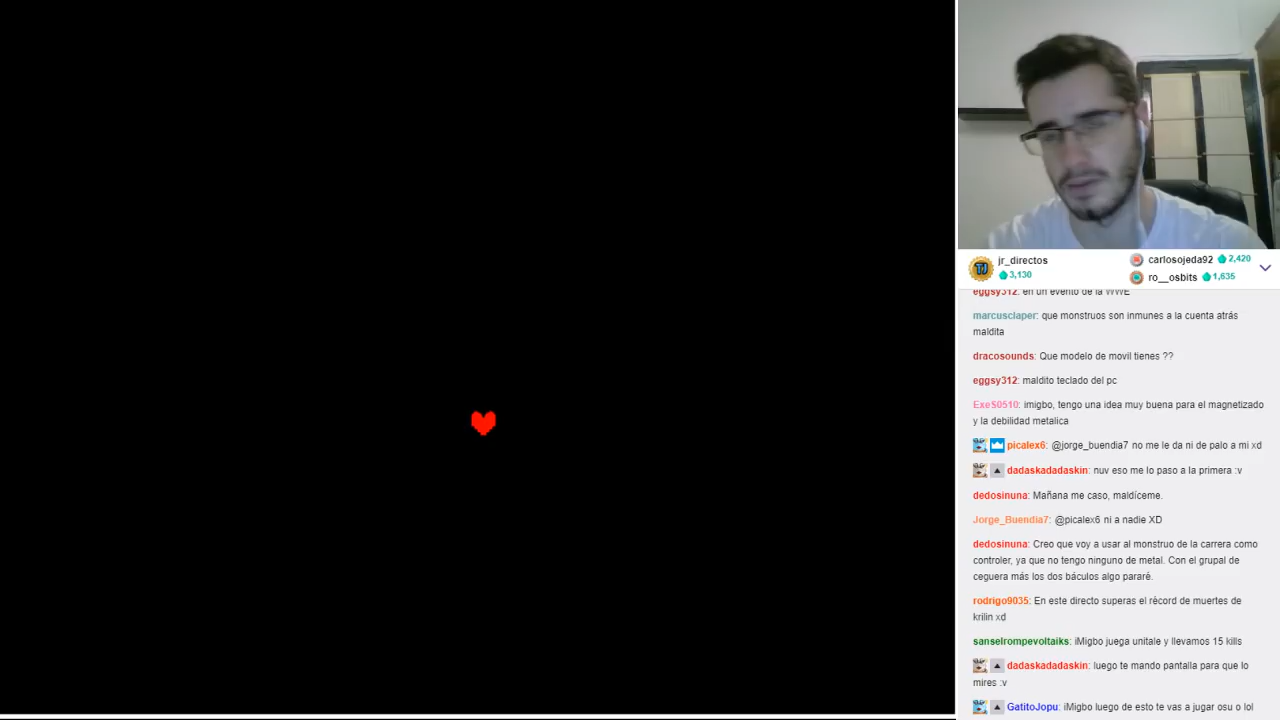 jr_directos
3,130
carlosojeda92 2,420
ro__osbits 1,635
eggsy312: en un evento de la WWE
marcusclaper: que monstruos son inmunes a la cuenta atrás
maldita
dracosounds: Que modelo de movil tienes ??
eggsy312: maldito teclado del pc
ExeS0510: imigbo, tengo una idea muy buena para el magnetizado
y la debilidad metalica
picalex6: @jorge_buendia7 no me le da ni de palo a mi xd
dadaskadadaskin: nuv eso me lo paso a la primera :v
dedosinuna: Mañana me caso, maldíceme.
Jorge_Buendia7: @picalex6 ni a nadie XD
dedosinuna: Creo que voy a usar al monstruo de la carrera como
controler, ya que no tengo ninguno de metal. Con el grupal de
ceguera más los dos báculos algo pararé.
rodrigo9035: En este directo superas el récord de muertes de
krilin xd
sanselrompevoltaiks: iMigbo juega unitale y llevamos 15 kills
dadaskadadaskin: luego te mando pantalla para que lo
mires :v
GatitoJopu: iMigbo luego de esto te vas a jugar osu o lol